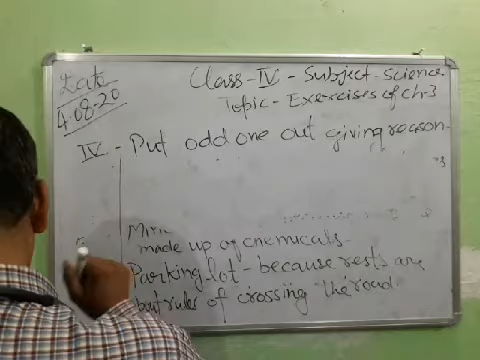 Date
4-08-20
Class-IV - Subject-Science
Topic-Exercises of Ch-3
IV - Put odd one out giving reason-
made up of chemicals-
Parking lot - because rests are
but rules of crossing the road